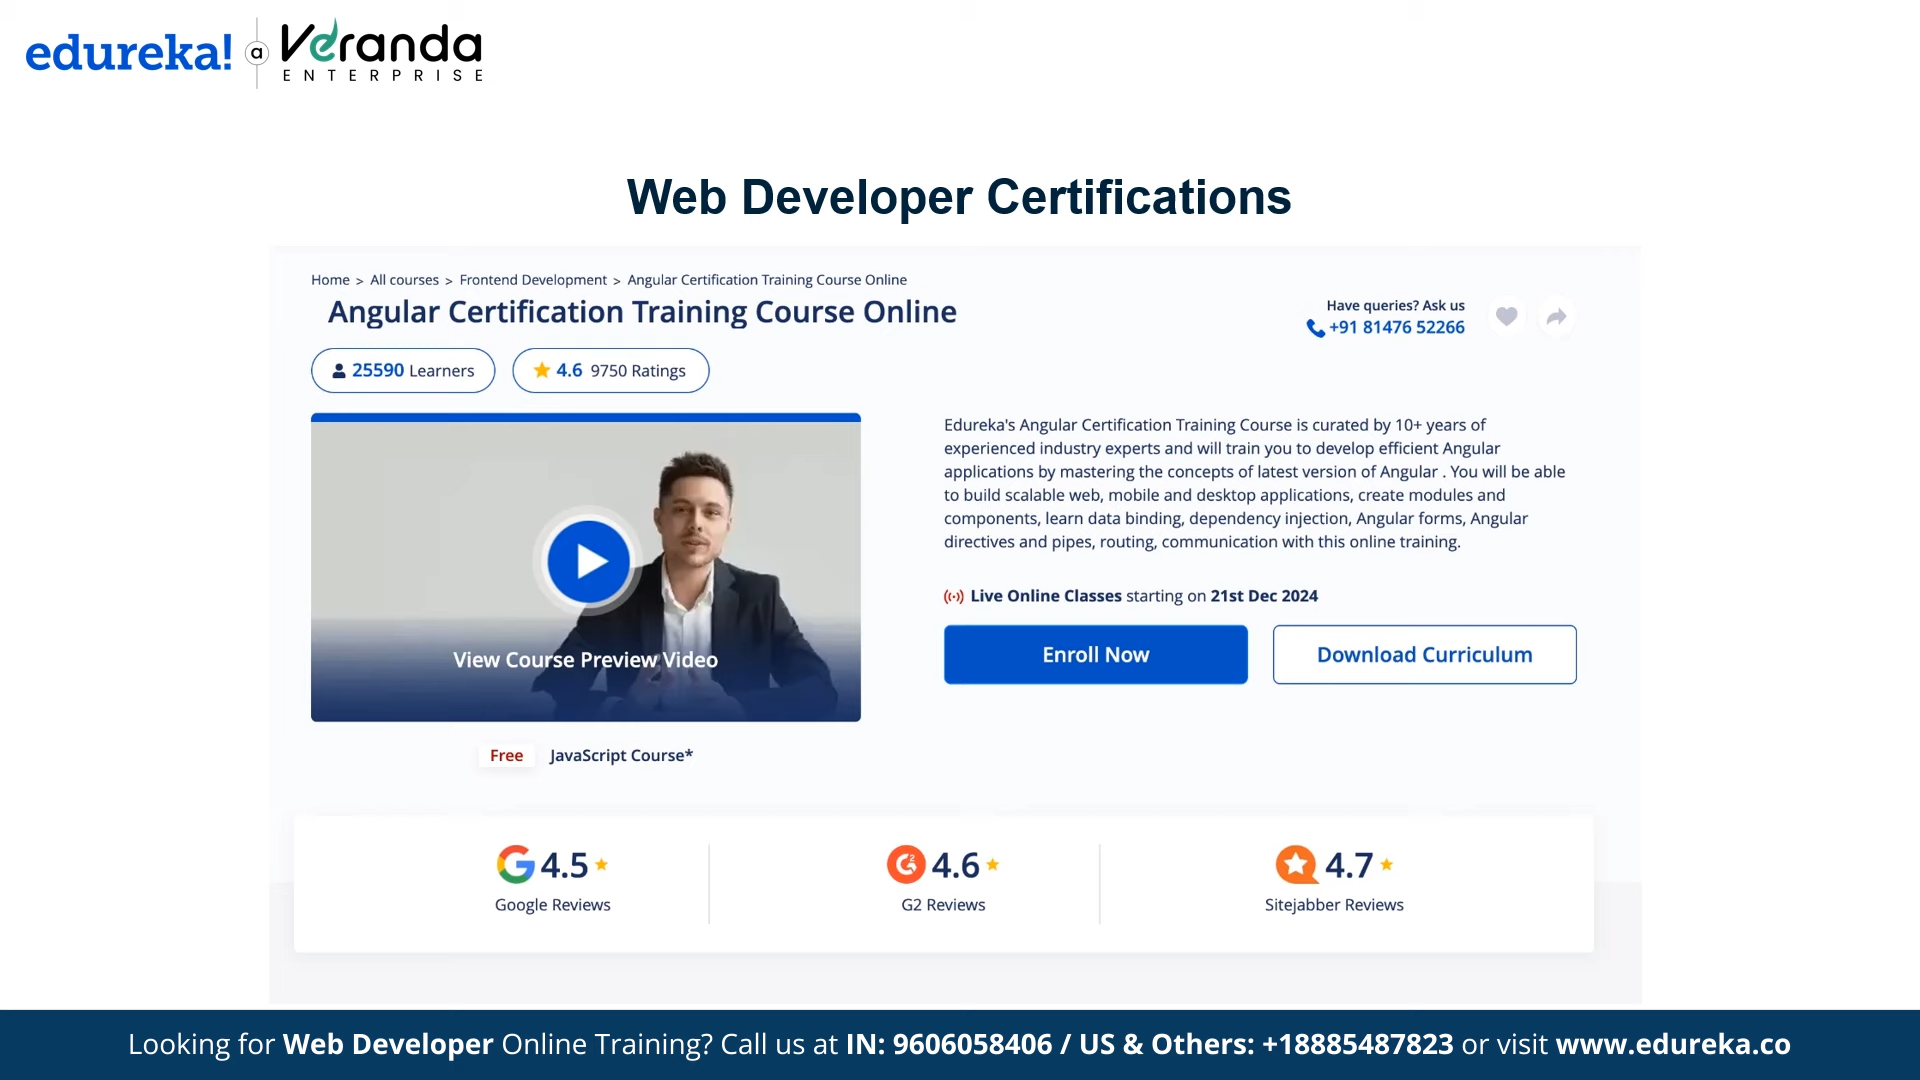 edureka! a Veranda
ENTERPRISE
Web Developer Certifications
Home > All courses > Frontend Development > Angular Certification Training Course Online
Angular Certification Training Course Online
Have queries? Ask us
+91 81476 52266
25590 Learners
4.6 9750 Ratings
Edureka's Angular Certification Training Course is curated by 10+ years of
experienced industry experts and will train you to develop efficient Angular
applications by mastering the concepts of latest version of Angular . You will be able
to build scalable web, mobile and desktop applications, create modules and
components, learn data binding, dependency injection, Angular forms, Angular
directives and pipes, routing, communication with this online training.
Live Online Classes starting on 21st Dec 2024
Enroll Now
Download Curriculum
View Course Preview Video
Free JavaScript Course*
4.5
Google Reviews
4.6
G2 Reviews
4.7
Sitejabber Reviews
Looking for Web Developer Online Training? Call us at IN: 9606058406 / US & Others: +18885487823 or visit www.edureka.co